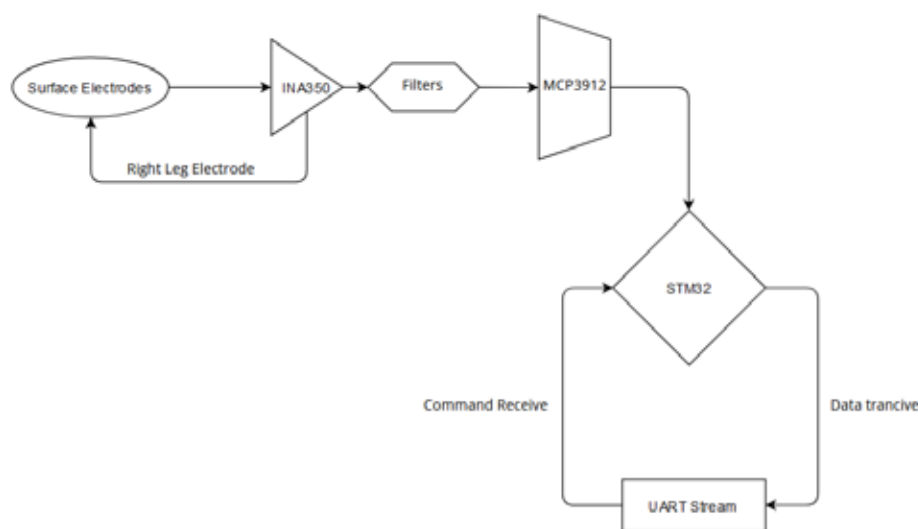 Surface Electrodes
INA350
Filters
MCP3912
Right Leg Electrode
STM32
Command Receive
Data trancive
UART Stream